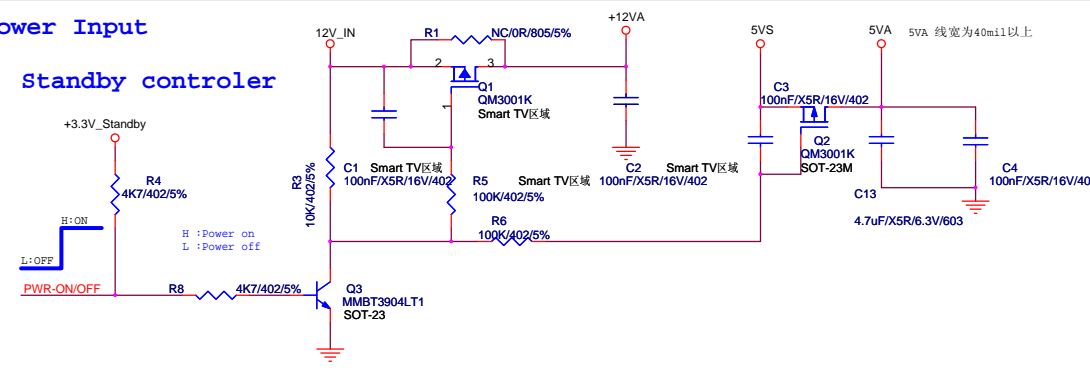 ower Input
Standby controler
+3.3V_Standby
R4
4K7/402/5%
H:ON
L:OFF
H :Power on
L :Power off
PWR-ON/OFF
R8
4K7/402/5%
Q3
MMBT3904LT1
SOT-23
12V_IN
R1
NC/0R/805/5%
2
3
1
Q1
QM3001K
Smart TV区域
+12VA
R3
10K/402/5%
C1
Smart TV区域
100nF/X5R/16V/402
R5
100K/402/5%
Smart TV区域
C2
100nF/X5R/16V/402
Smart TV区域
R6
100K/402/5%
5VS
5VA
5VA 线宽为40mil以上
C3
100nF/X5R/16V/402
Q2
QM3001K
SOT-23M
C13
4.7uF/X5R/6.3V/603
C4
100nF/X5R/16V/40